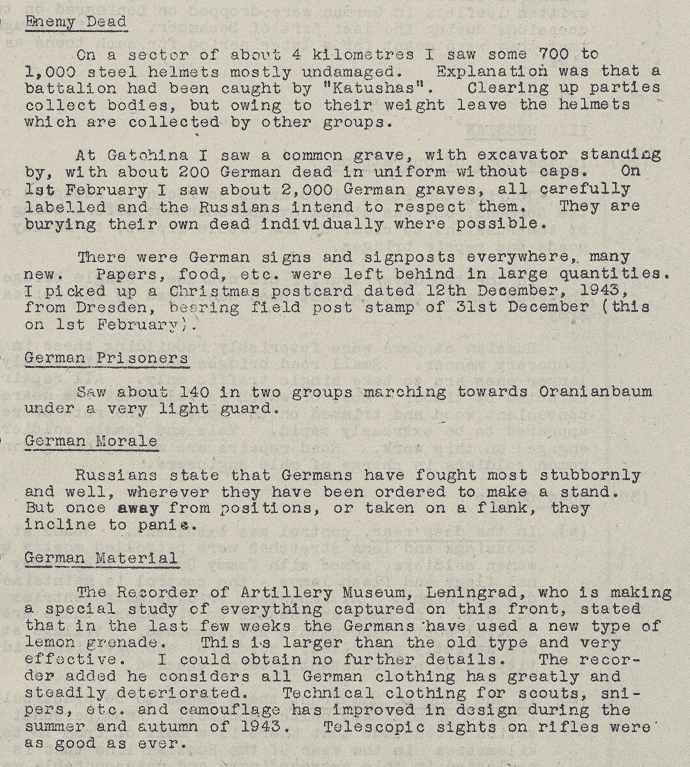 Enemy Dead
On a sector of about 4 kilometres I saw some 700 to
1,000 steel helmets mostly undamaged. Explanation was that a
battalion had been caught by "Katushas". Clearing up parties
collect bodies, but owing to their weight leave the helmets
which are collected by other groups.
At Gatchina I saw a common grave, with excavator standing
by, with about 200 German dead in uniform without caps. On
1st February I saw about 2,000 German graves, all carefully
labelled and the Russians intend to respect them. They are
burying their own dead individually where possible.
There were German signs and signposts everywhere, many
new. Papers, food, etc. were left behind in large quantities.
I picked up a Christmas postcard dated 12th December, 1943,
from Dresden, bearing field post stamp of 31st December (this
on 1st February).
German Prisoners
Saw about 140 in two groups marching towards Oranianbaum
under a very light guard.
German Morale
Russians state that Germans have fought most stubbornly
and well, wherever they have been ordered to make a stand.
But once away from positions, or taken on a flank, they
incline to panic.
German Material
The Recorder of Artillery Museum, Leningrad, who is making
a special study of everything captured on this front, stated
that in the last few weeks the Germans have used a new type of
lemon grenade. This is larger than the old type and very
effective. I could obtain no further details. The recor-
der added he considers all German clothing has greatly and
steadily deteriorated. Technical clothing for scouts, sni-
pers, etc. and camouflage has improved in design during the
summer and autumn of 1943. Telescopic sights on rifles were
as good as ever.